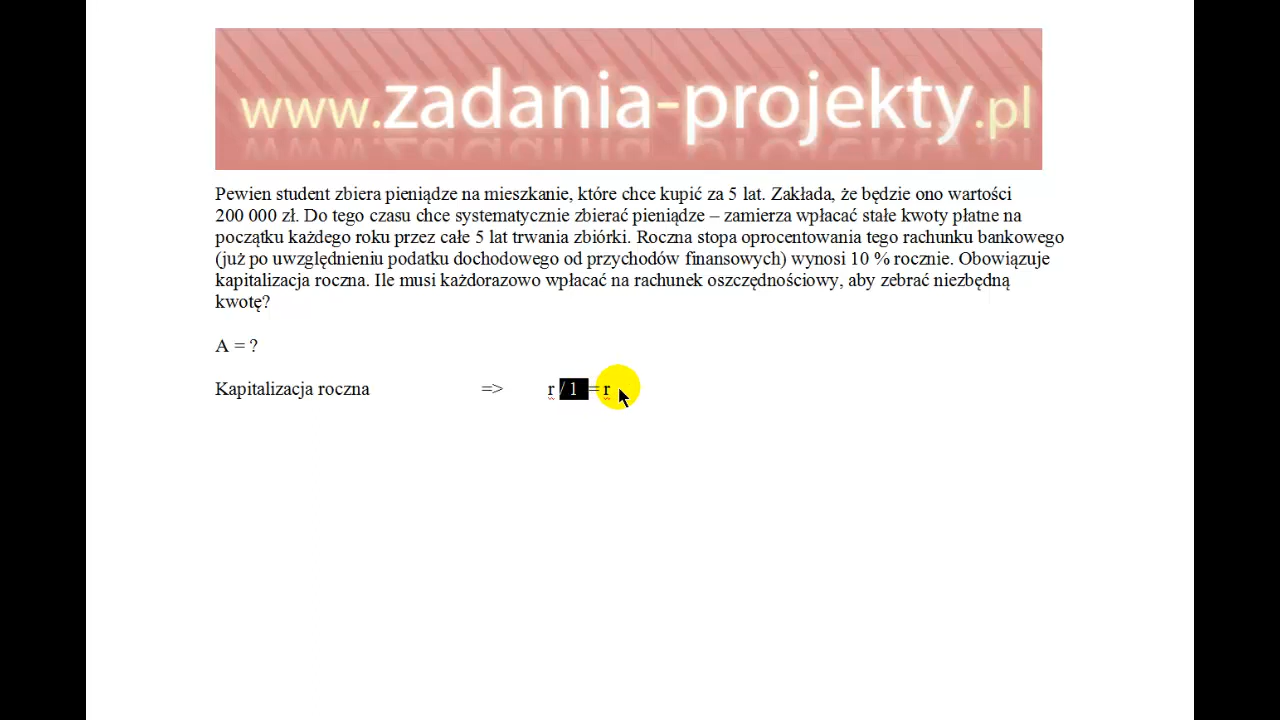 www.zadania-projekty.pl
Pewien student zbiera pieniądze na mieszkanie, które chce kupić za 5 lat. Zakłada, że będzie ono wartości
200 000 zł. Do tego czasu chce systematycznie zbierać pieniądze – zamierza wpłacać stałe kwoty płatne na
początku każdego roku przez całe 5 lat trwania zbiórki. Roczna stopa oprocentowania tego rachunku bankowego
(już po uwzględnieniu podatku dochodowego od przychodów finansowych) wynosi 10 % rocznie. Obowiązuje
kapitalizacja roczna. Ile musi każdorazowo wpłacać na rachunek oszczędnościowy, aby zebrać niezbędną
kwotę?
A = ?
Kapitalizacja roczna => r / 1 = r